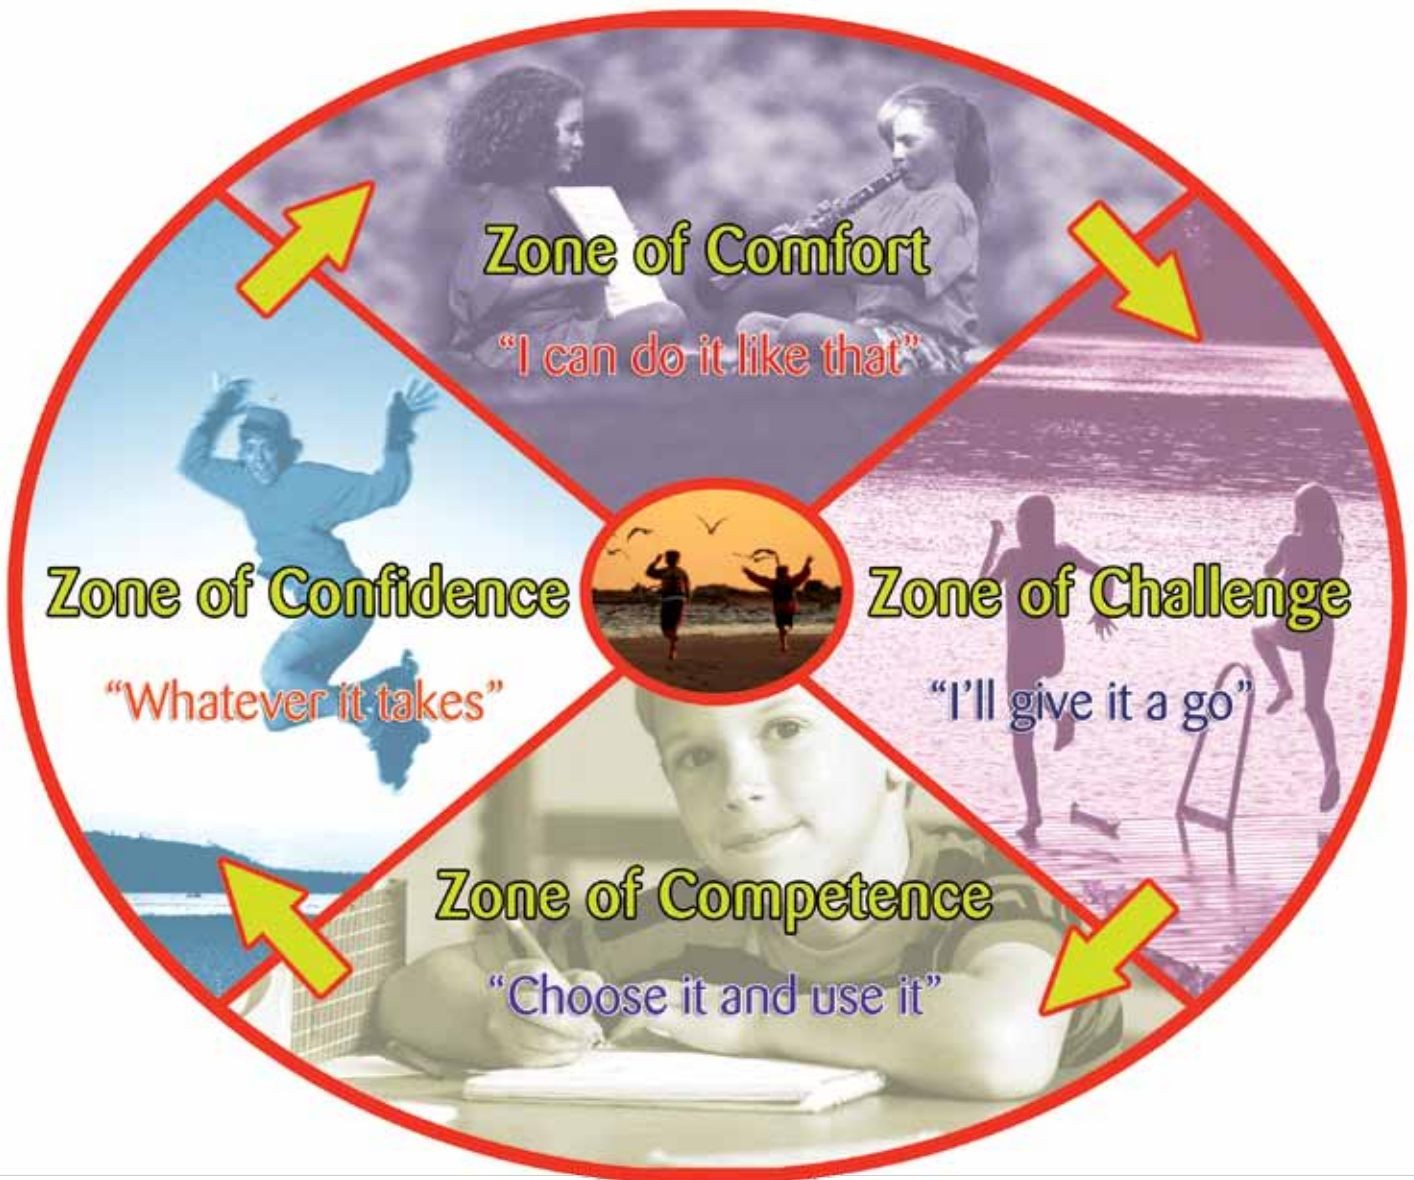 Zone of Comfort
“I can do it like that”
Zone of Confidence
“Whatever it takes”
Zone of Challenge
“I’ll give it a go”
Zone of Competence
“Choose it and use it”